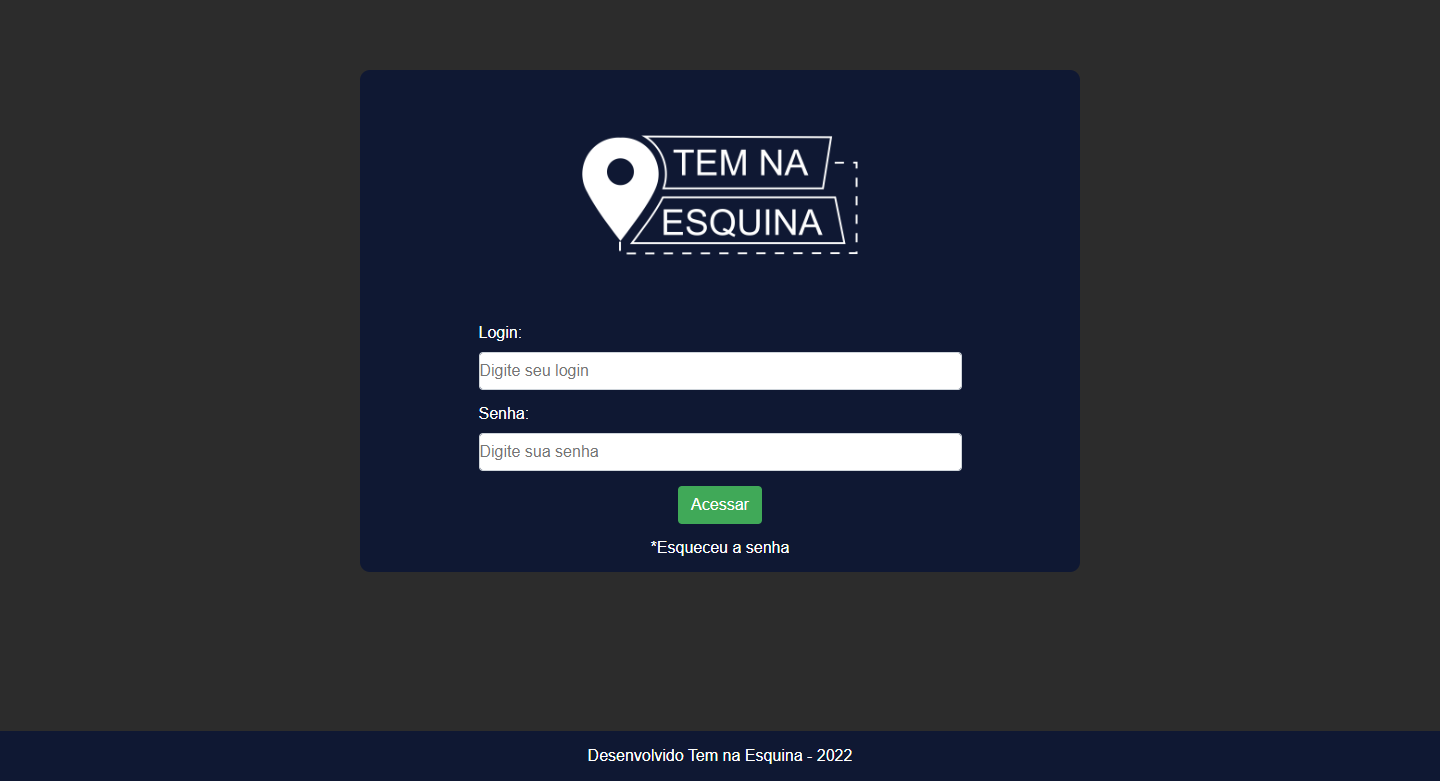 TEM NA
ESQUINA
Login:
Digite seu login
Senha:
Digite sua senha
Acessar
*Esqueceu a senha
Desenvolvido Tem na Esquina - 2022